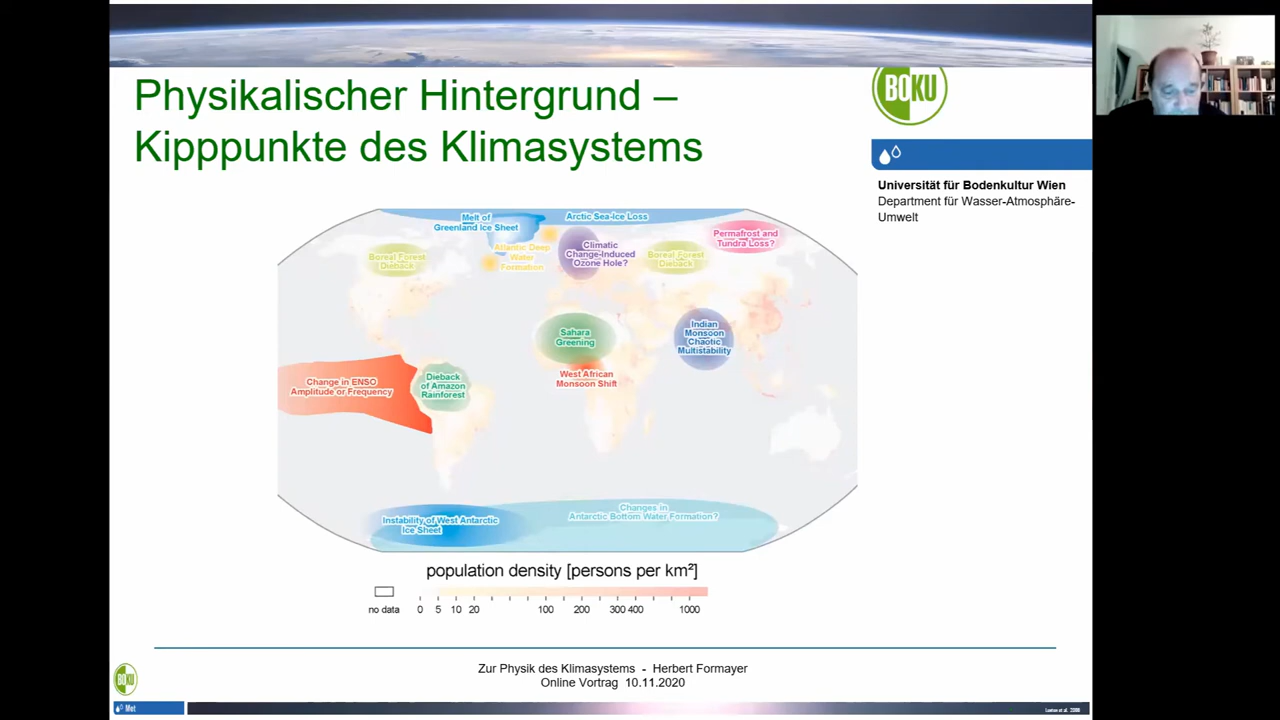 Physikalischer Hintergrund –
Kipppunkte des Klimasystems
BOKU
Universität für Bodenkultur Wien
Department für Wasser-Atmosphäre-
Umwelt
Melt of
Greenland Ice Sheet
Arctic Sea-Ice Loss
Atlantic Deep
Water
Formation
Climatic
Change-Induced
Ozone Hole?
Boreal Forest
Dieback
Boreal Forest
Dieback
Permafrost and
Tundra Loss?
Sahara
Greening
Indian
Monsoon
Chaotic
Multistability
West African
Monsoon Shift
Change in ENSO
Amplitude or Frequency
Dieback
of Amazon
Rainforest
Instability of West Antarctic
Ice Sheet
Changes in
Antarctic Bottom Water Formation?
population density [persons per km²]
no data 0 5 10 20 100 200 300 400 1000
Zur Physik des Klimasystems - Herbert Formayer
Online Vortrag 10.11.2020
BOKU
Met
Lenton et al. 2008